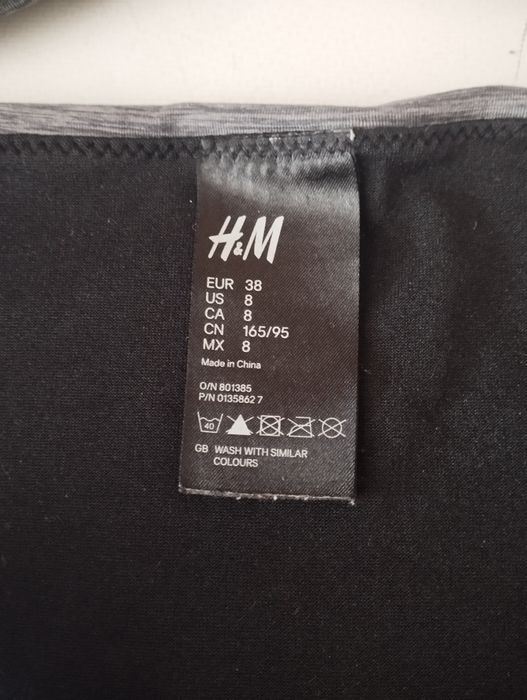 H&M
EUR 38
US 8
CA 8
CN 165/95
MX 8
Made in China
O/N 801385
P/N 0135862 7
40
GB WASH WITH SIMILAR
COLOURS